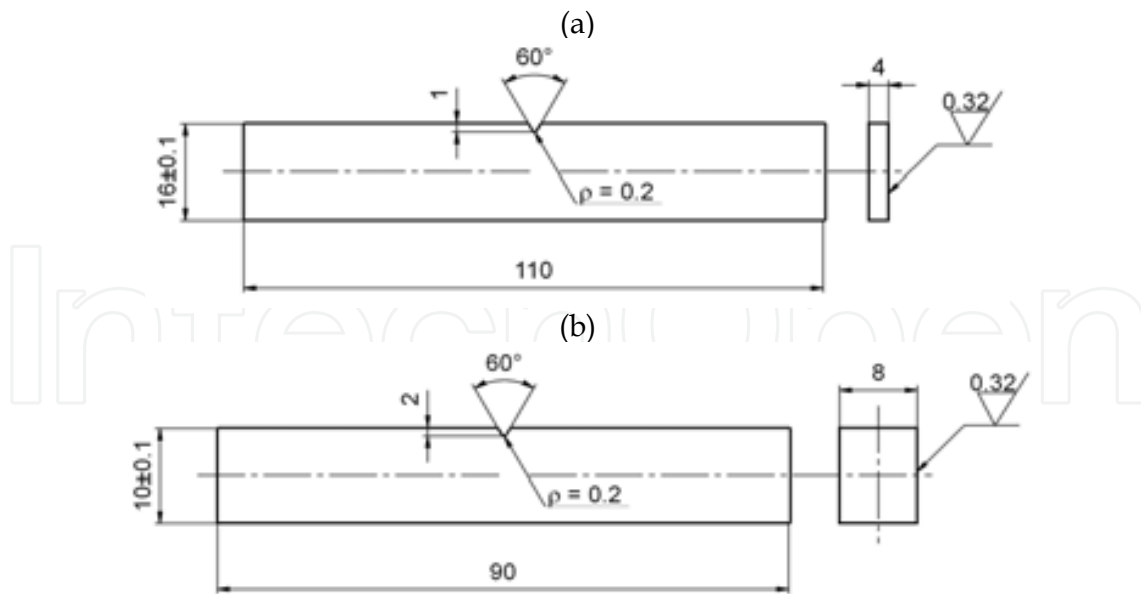 (a)
60°
1
4
0.32
16±0.1
ρ = 0.2
110
(b)
60°
2
8
0.32
10±0.1
ρ = 0.2
90
IntechOpen